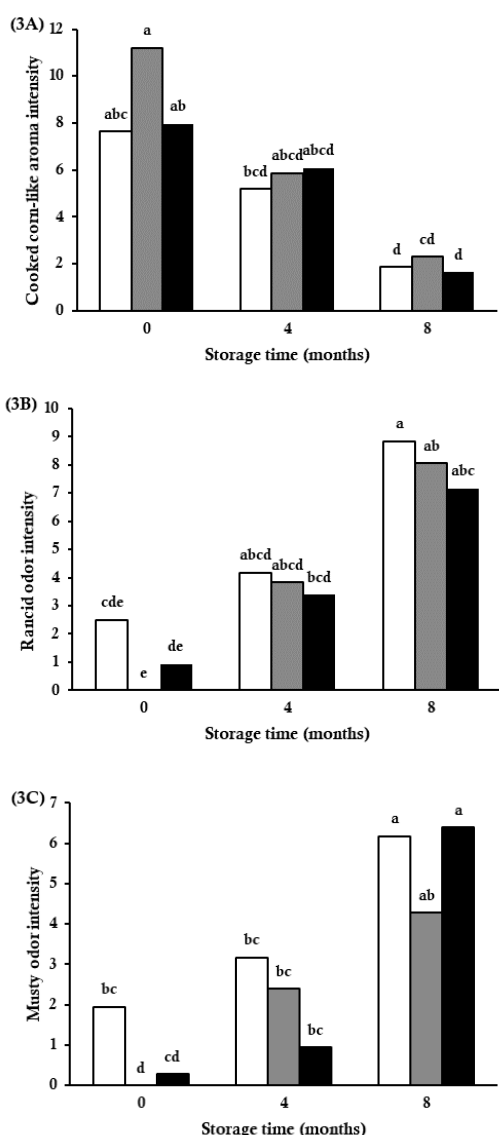 (3A)
Cooked corn-like aroma intensity
12
10
8
6
4
2
0
abc
a
ab
bcd
abcd
abcd
d
cd
d
0
4
8
Storage time (months)
(3B)
Rancid odor intensity
10
9
8
7
6
5
4
3
2
1
0
cde
e
de
abcd
abcd
bcd
a
ab
abc
0
4
8
Storage time (months)
(3C)
Musty odor intensity
7
6
5
4
3
2
1
0
bc
d
cd
bc
bc
bc
a
ab
a
0
4
8
Storage time (months)